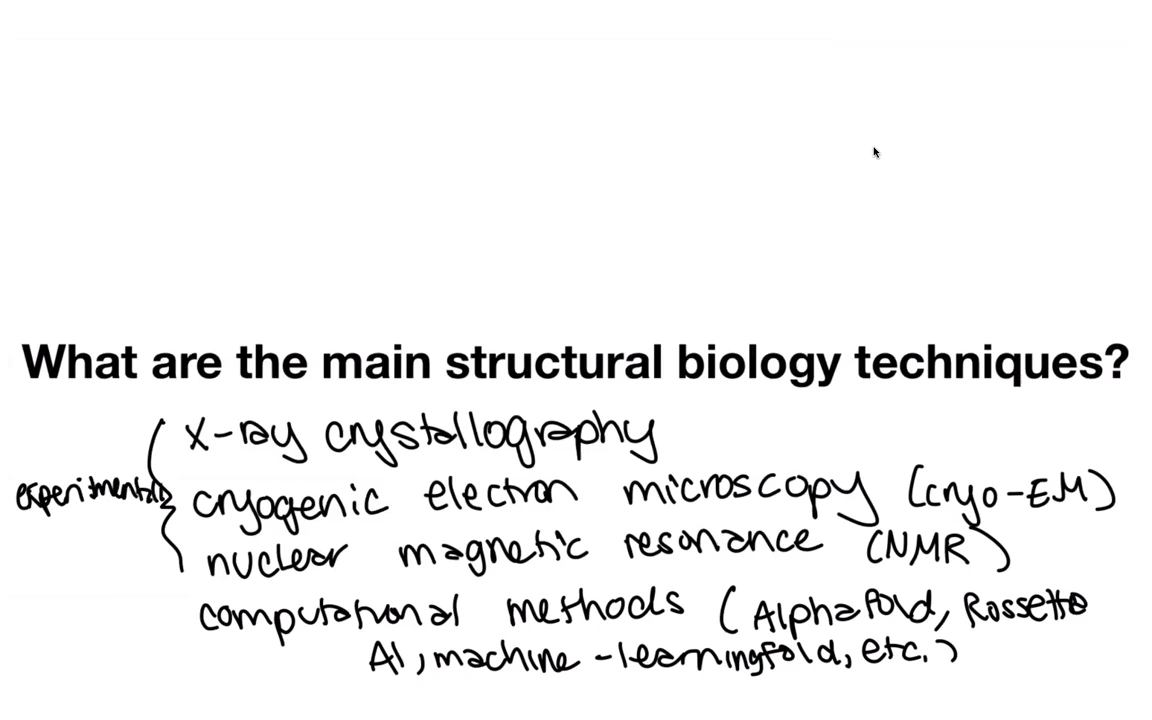 What are the main structural biology techniques?
x-ray crystallography
experimental
cryogenic electron microscopy (cryo-EM)
nuclear magnetic resonance (NMR)
computational methods (Alphafold, Rossetto
AI, machine-learningfold, etc.)